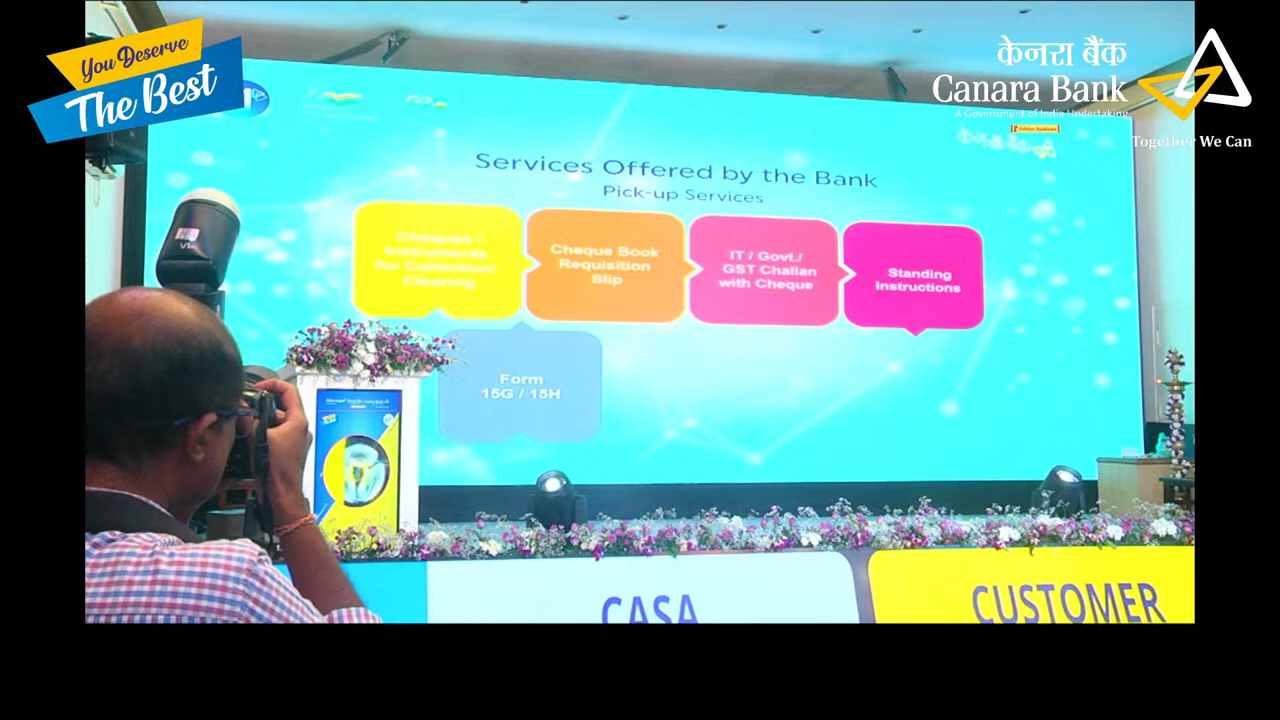 You Deserve
The Best
केनरा बैंक
Canara Bank
A Government of India Undertaking
Together We Can
Services Offered by the Bank
Pick-up Services
Cheques /
Instruments
for Collection/
Clearing
Cheque Book
Requisition
Slip
IT / Govt./
GST Challan
with Cheque
Standing
Instructions
Form
15G / 15H
CASA
CUSTOMER